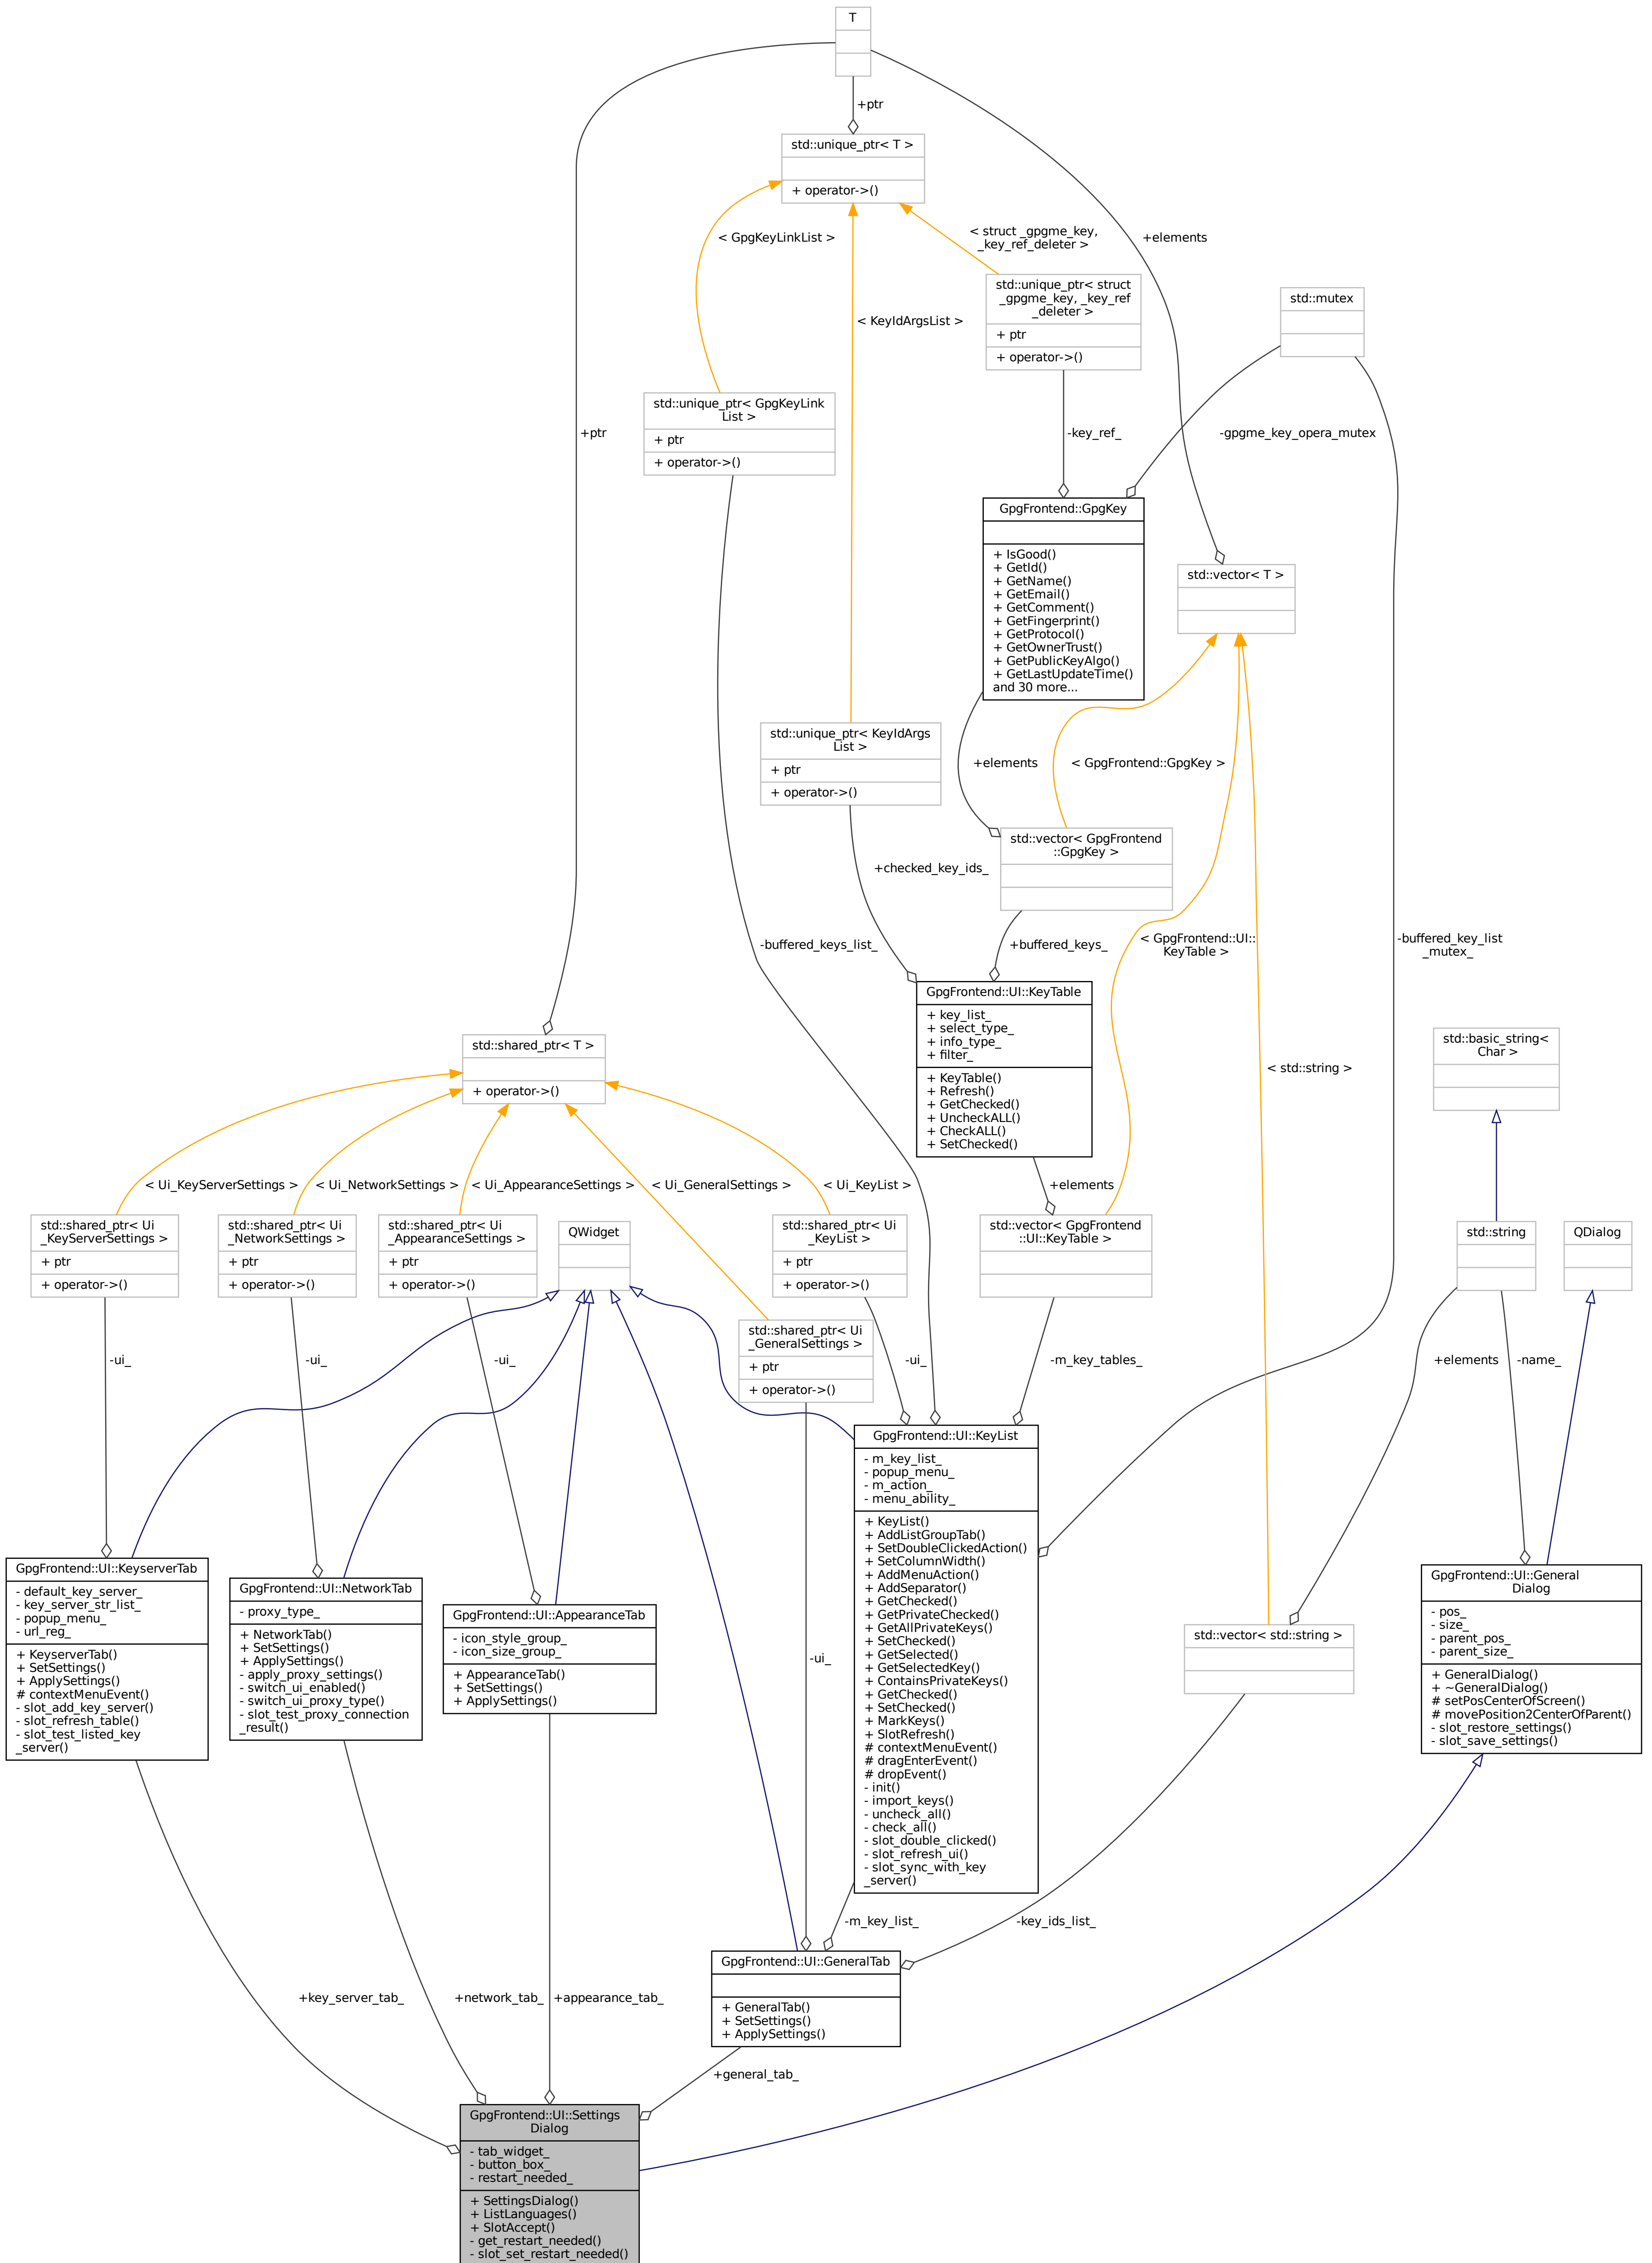 T
+ptr
std::unique_ptr< T >
+ operator->()
< GpgKeyLinkList >
< struct _gpgme_key,
_key_ref_deleter >
+elements
std::unique_ptr< struct
_gpgme_key, _key_ref
_deleter >
+ ptr
+ operator->()
std::mutex
< KeyIdArgsList >
std::unique_ptr< GpgKeyLink
List >
+ ptr
+ operator->()
+ptr
-key_ref_
-gpgme_key_opera_mutex
GpgFrontend::GpgKey
+ IsGood()
+ GetId()
+ GetName()
+ GetEmail()
+ GetComment()
+ GetFingerprint()
+ GetProtocol()
+ GetOwnerTrust()
+ GetPublicKeyAlgo()
+ GetLastUpdateTime()
and 30 more...
std::vector< T >
std::unique_ptr< KeyIdArgs
List >
+ ptr
+ operator->()
+elements
< GpgFrontend::GpgKey >
std::vector< GpgFrontend
::GpgKey >
+checked_key_ids_
-buffered_keys_list_
+buffered_keys_
< GpgFrontend::UI::
KeyTable >
-buffered_key_list
_mutex_
GpgFrontend::UI::KeyTable
+ key_list_
+ select_type_
+ info_type_
+ filter_
+ KeyTable()
+ Refresh()
+ GetChecked()
+ UncheckALL()
+ CheckALL()
+ SetChecked()
std::shared_ptr< T >
+ operator->()
< std::string >
std::basic_string<
Char >
< Ui_KeyServerSettings >
< Ui_NetworkSettings >
< Ui_AppearanceSettings >
< Ui_GeneralSettings >
< Ui_KeyList >
+elements
std::shared_ptr< Ui
_KeyServerSettings >
+ ptr
+ operator->()
std::shared_ptr< Ui
_NetworkSettings >
+ ptr
+ operator->()
std::shared_ptr< Ui
_AppearanceSettings >
+ ptr
+ operator->()
QWidget
std::shared_ptr< Ui
_KeyList >
+ ptr
+ operator->()
std::vector< GpgFrontend
::UI::KeyTable >
std::string
QDialog
std::shared_ptr< Ui
_GeneralSettings >
+ ptr
+ operator->()
-ui_
-ui_
-ui_
-ui_
-m_key_tables_
+elements
-name_
GpgFrontend::UI::KeyList
- m_key_list_
- popup_menu_
- m_action_
- menu_ability_
+ KeyList()
+ AddListGroupTab()
+ SetDoubleClickedAction()
+ SetColumnWidth()
+ AddMenuAction()
+ AddSeparator()
+ GetChecked()
+ GetPrivateChecked()
+ GetAllPrivateKeys()
+ SetChecked()
+ GetSelected()
+ GetSelectedKey()
+ ContainsPrivateKeys()
+ GetChecked()
+ SetChecked()
+ MarkKeys()
+ SlotRefresh()
# contextMenuEvent()
# dragEnterEvent()
# dropEvent()
- init()
- import_keys()
- uncheck_all()
- check_all()
- slot_double_clicked()
- slot_refresh_ui()
- slot_sync_with_key
_server()
GpgFrontend::UI::KeyserverTab
- default_key_server_
- key_server_str_list_
- popup_menu_
- url_reg_
+ KeyserverTab()
+ SetSettings()
+ ApplySettings()
# contextMenuEvent()
- slot_add_key_server()
- slot_refresh_table()
- slot_test_listed_key
_server()
GpgFrontend::UI::NetworkTab
- proxy_type_
+ NetworkTab()
+ SetSettings()
+ ApplySettings()
- apply_proxy_settings()
- switch_ui_enabled()
- switch_ui_proxy_type()
- slot_test_proxy_connection
_result()
GpgFrontend::UI::AppearanceTab
- icon_style_group_
- icon_size_group_
+ AppearanceTab()
+ SetSettings()
+ ApplySettings()
-ui_
std::vector< std::string >
GpgFrontend::UI::General
Dialog
- pos_
- size_
- parent_pos_
- parent_size_
+ GeneralDialog()
+ ~GeneralDialog()
# setPosCenterOfScreen()
# movePosition2CenterOfParent()
- slot_restore_settings()
- slot_save_settings()
-m_key_list_
-key_ids_list_
GpgFrontend::UI::GeneralTab
+ GeneralTab()
+ SetSettings()
+ ApplySettings()
+key_server_tab_
+network_tab_
+appearance_tab_
+general_tab_
GpgFrontend::UI::Settings
Dialog
- tab_widget_
- button_box_
- restart_needed_
+ SettingsDialog()
+ ListLanguages()
+ SlotAccept()
- get_restart_needed()
- slot_set_restart_needed()